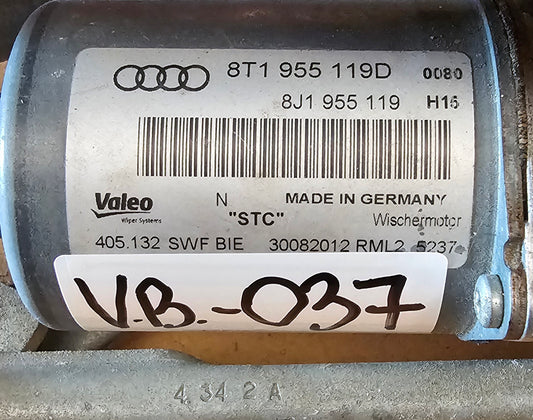 8T1 955 119D 0080
8J1 955 119 H16
Valeo N MADE IN GERMANY
Wiper Systems "STC" Wischermotor
405.132 SWF BIE 30082012 RML2 5237
V.B.-037
4 34 2 A